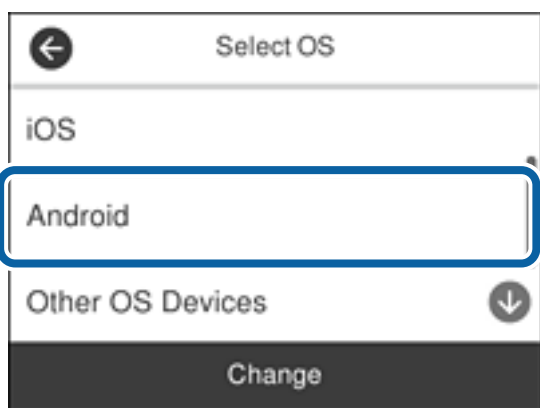 Select OS
iOS
Android
Other OS Devices
Change